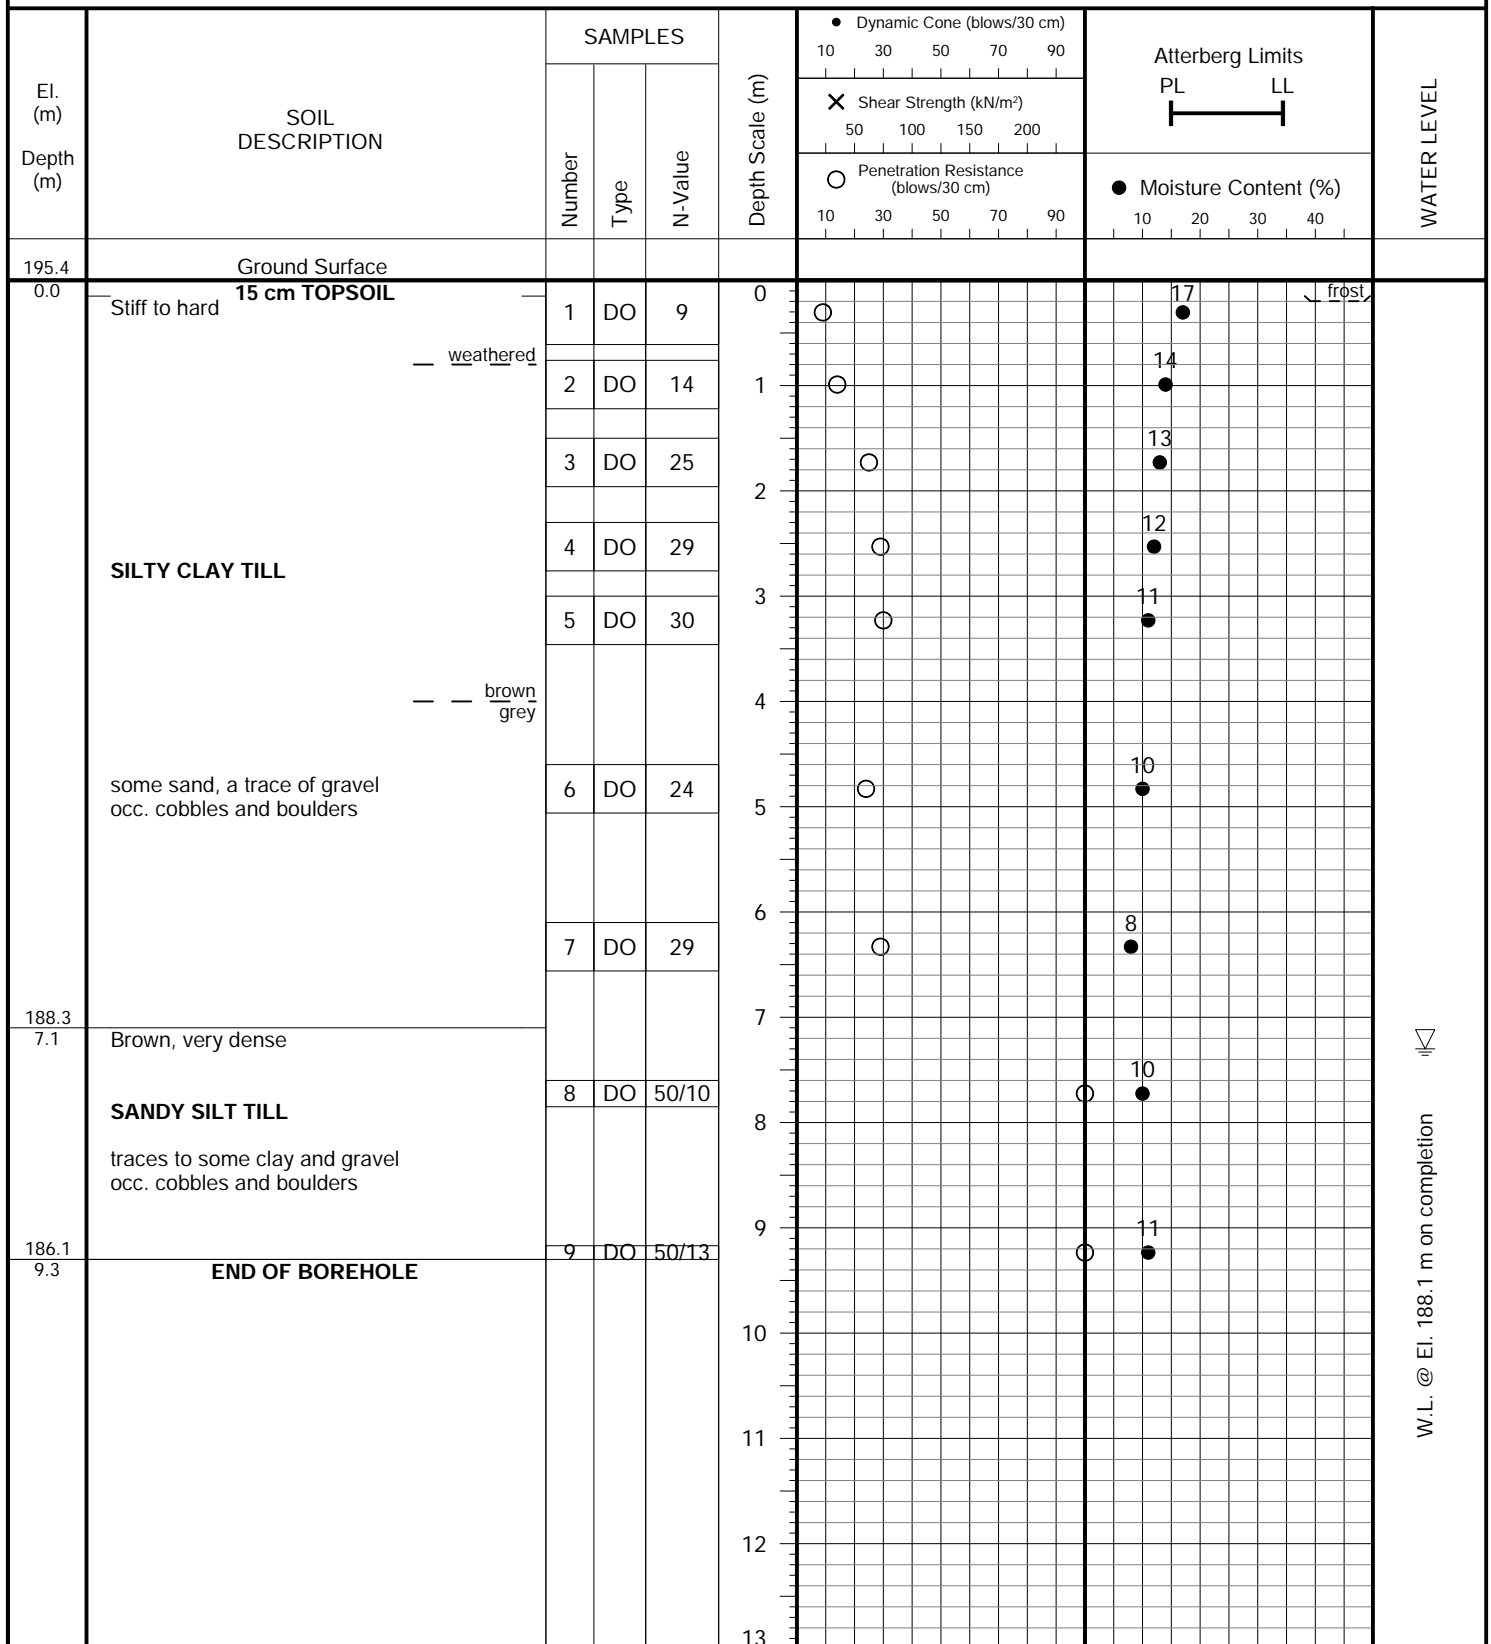 El.
(m)
Depth
(m)
SOIL
DESCRIPTION
SAMPLES
Number
Type
N-Value
Depth Scale (m)
Dynamic Cone (blows/30 cm)
10 30 50 70 90
Shear Strength (kN/m²)
50 100 150 200
Penetration Resistance
(blows/30 cm)
10 30 50 70 90
Atterberg Limits
PL LL
Moisture Content (%)
10 20 30 40
WATER LEVEL
195.4 Ground Surface
0.0 15 cm TOPSOIL 0 17 frost
Stiff to hard 1 DO 9
weathered 14
2 DO 14 1
13
3 DO 25
2
12
4 DO 29
SILTY CLAY TILL
3 11
5 DO 30
brown
4
grey
10
some sand, a trace of gravel 6 DO 24
occ. cobbles and boulders 5
6
8
7 DO 29
188.3 7
7.1 Brown, very dense
10
8 DO 50/10
SANDY SILT TILL
8
traces to some clay and gravel
occ. cobbles and boulders
9 11
186.1 9 DO 50/13
9.3 END OF BOREHOLE
10
11
12
13
W.L. @ El. 188.1 m on completion